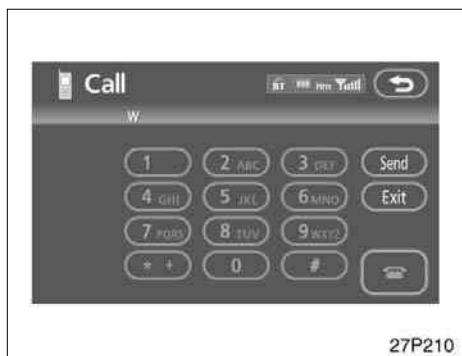 Call
BT
W
1 2 ABC 3 DEF Send
4 GHI 5 JKL 6 MNO Exit
7 PQRS 8 TUV 9 WXYZ
* + 0 #
27P210